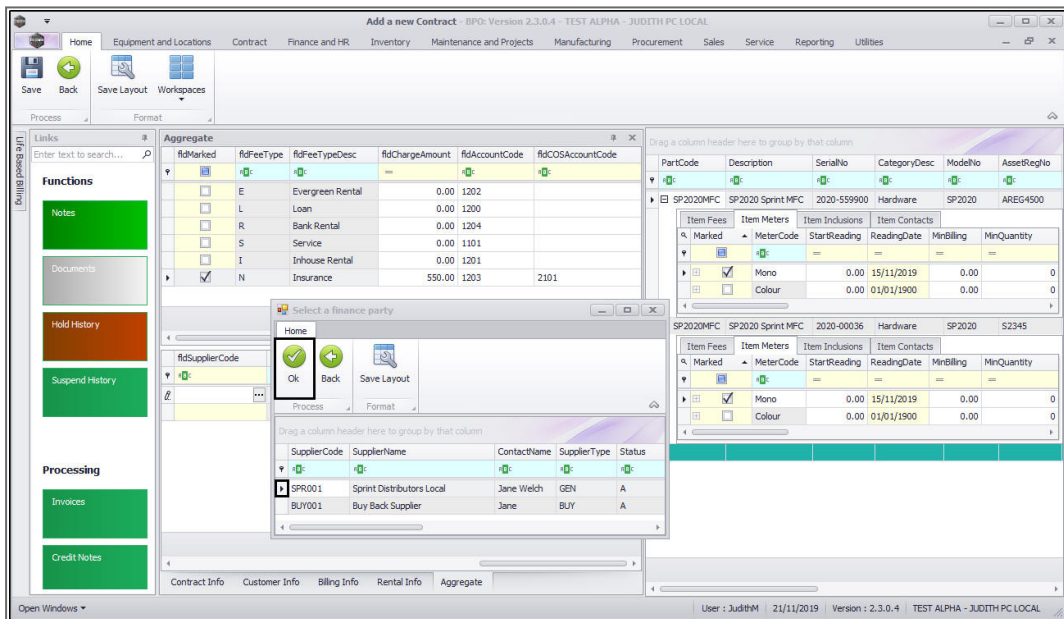 Add a new Contract - BPO: Version 2.3.0.4 - TEST ALPHA - JUDITH PC LOCAL
Home Equipment and Locations Contract Finance and HR Inventory Maintenance and Projects Manufacturing Procurement Sales Service Reporting Utilities
Save Back Save Layout Workspaces
Process Format
Life Based Billing
Links
Enter text to search...
Functions
Notes
Documents
Hold History
Suspend History
Processing
Invoices
Credit Notes
Aggregate
fldMarked fldFeeType fldFeeTypeDesc fldChargeAmount fldAccountCode fldCOSAccountCode
E Evergreen Rental 0.00 1202
L Loan 0.00 1200
R Bank Rental 0.00 1204
S Service 0.00 1101
I Inhouse Rental 0.00 1201
N Insurance 550.00 1203 2101
fldSupplierCode
Select a finance party
Home
Ok Back Save Layout
Process Format
Drag a column header here to group by that column
SupplierCode SupplierName ContactName SupplierType Status
SPR001 Sprint Distributors Local Jane Welch GEN A
BUY001 Buy Back Supplier Jane BUY A
Contract Info Customer Info Billing Info Rental Info Aggregate
Drag a column header here to group by that column
PartCode Description SerialNo CategoryDesc ModelNo AssetRegNo
SP2020MFC SP2020 Sprint MFC 2020-559900 Hardware SP2020 AREG4500
Item Fees Item Meters Item Inclusions Item Contacts
Marked MeterCode StartReading ReadingDate MinBilling MinQuantity
Mono 0.00 15/11/2019 0.00 0
Colour 0.00 01/01/1900 0.00 0
SP2020MFC SP2020 Sprint MFC 2020-00036 Hardware SP2020 S2345
Item Fees Item Meters Item Inclusions Item Contacts
Marked MeterCode StartReading ReadingDate MinBilling MinQuantity
Mono 0.00 15/11/2019 0.00 0
Colour 0.00 01/01/1900 0.00 0
Open Windows User : JudithM 21/11/2019 Version : 2.3.0.4 TEST ALPHA - JUDITH PC LOCAL